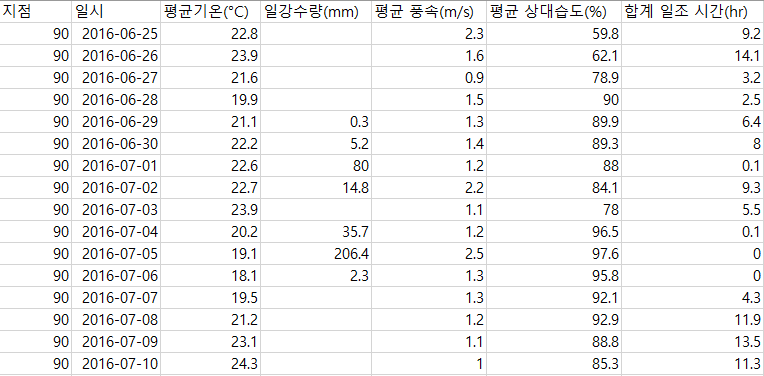 지점 일시 평균기온(°C) 일강수량(mm) 평균 풍속(m/s) 평균 상대습도(%) 합계 일조 시간(hr)
90 2016-06-25 22.8 2.3 59.8 9.2
90 2016-06-26 23.9 1.6 62.1 14.1
90 2016-06-27 21.6 0.9 78.9 3.2
90 2016-06-28 19.9 1.5 90 2.5
90 2016-06-29 21.1 0.3 1.3 89.9 6.4
90 2016-06-30 22.2 5.2 1.4 89.3 8
90 2016-07-01 22.6 80 1.2 88 0.1
90 2016-07-02 22.7 14.8 2.2 84.1 9.3
90 2016-07-03 23.9 1.1 78 5.5
90 2016-07-04 20.2 35.7 1.2 96.5 0.1
90 2016-07-05 19.1 206.4 2.5 97.6 0
90 2016-07-06 18.1 2.3 1.3 95.8 0
90 2016-07-07 19.5 1.3 92.1 4.3
90 2016-07-08 21.2 1.2 92.9 11.9
90 2016-07-09 23.1 1.1 88.8 13.5
90 2016-07-10 24.3 1 85.3 11.3